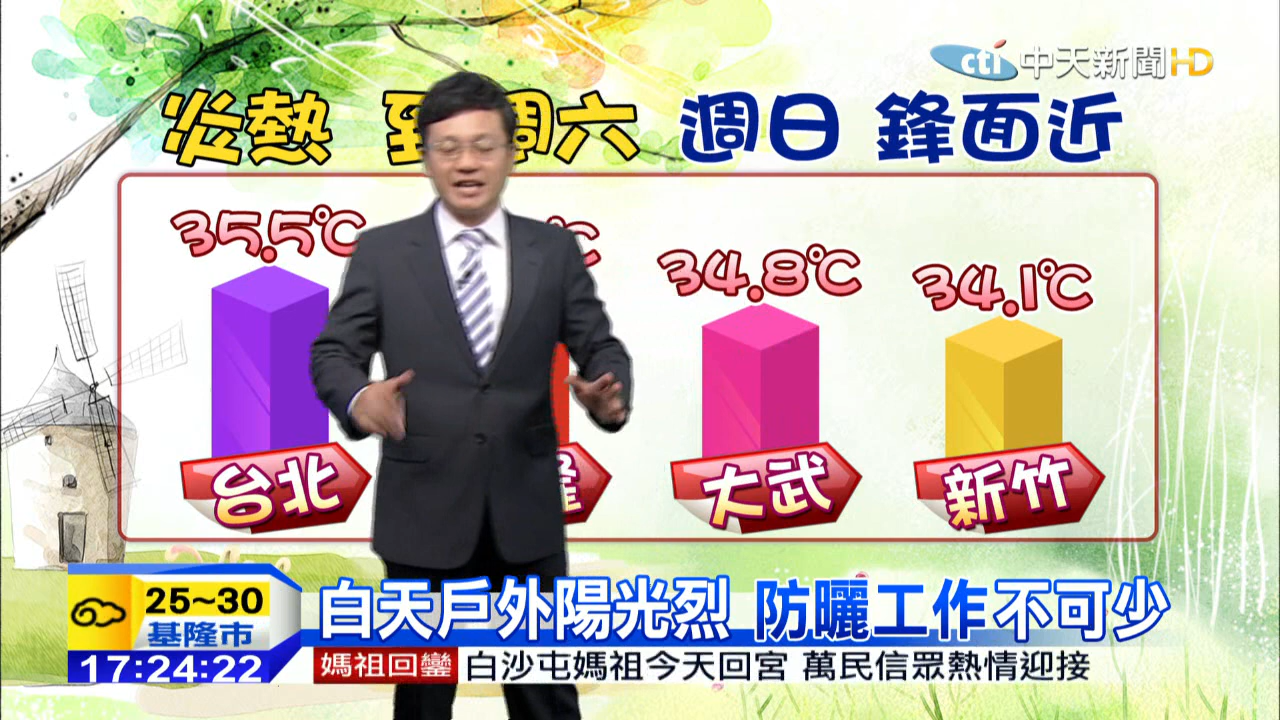 cti 中天新聞HD
炎熱 到週六 週日 鋒面近
35.5℃
℃
34.8℃
34.1℃
台北
隆
大武
新竹
25~30
基隆市
17:24:22
白天戶外陽光烈 防曬工作不可少
媽祖回鑾 白沙屯媽祖今天回宮 萬民信眾熱情迎接